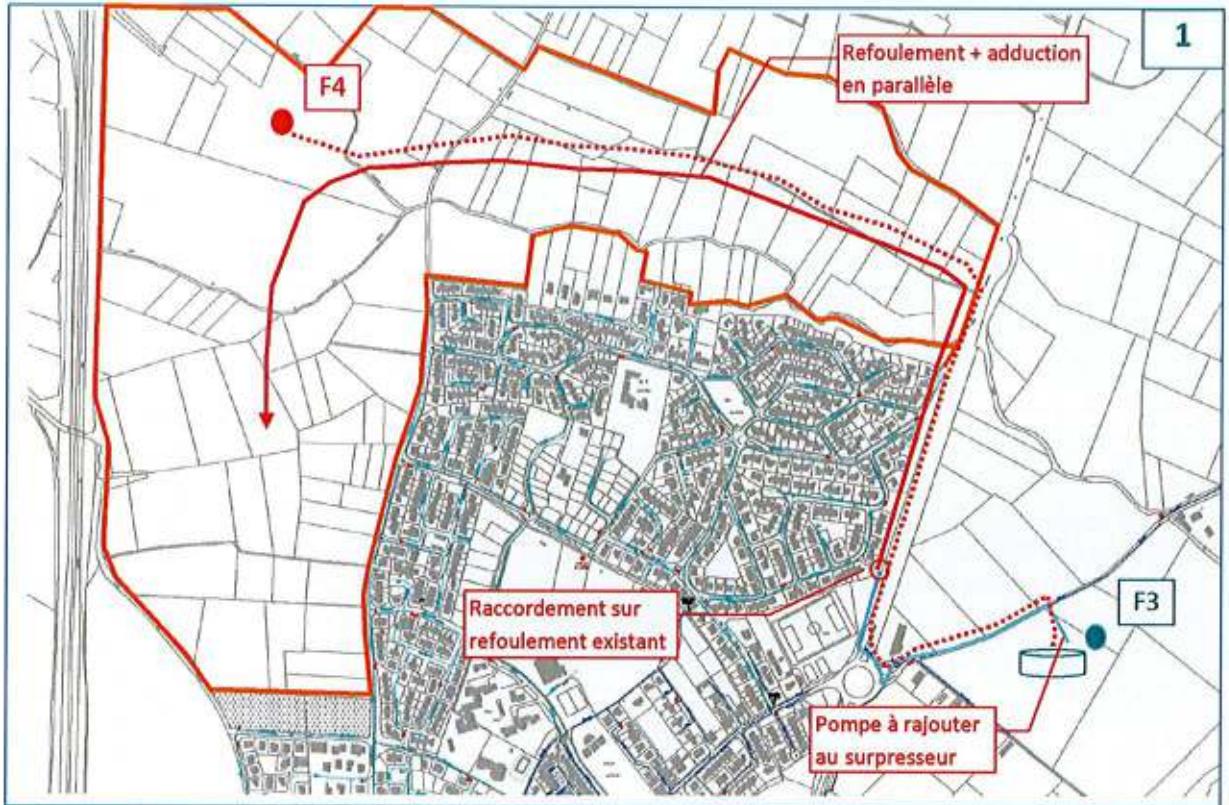 1
Refoulement + adduction
en parallèle
F4
Raccordement sur
refoulement existant
F3
Pompe à rajouter
au surpresseur